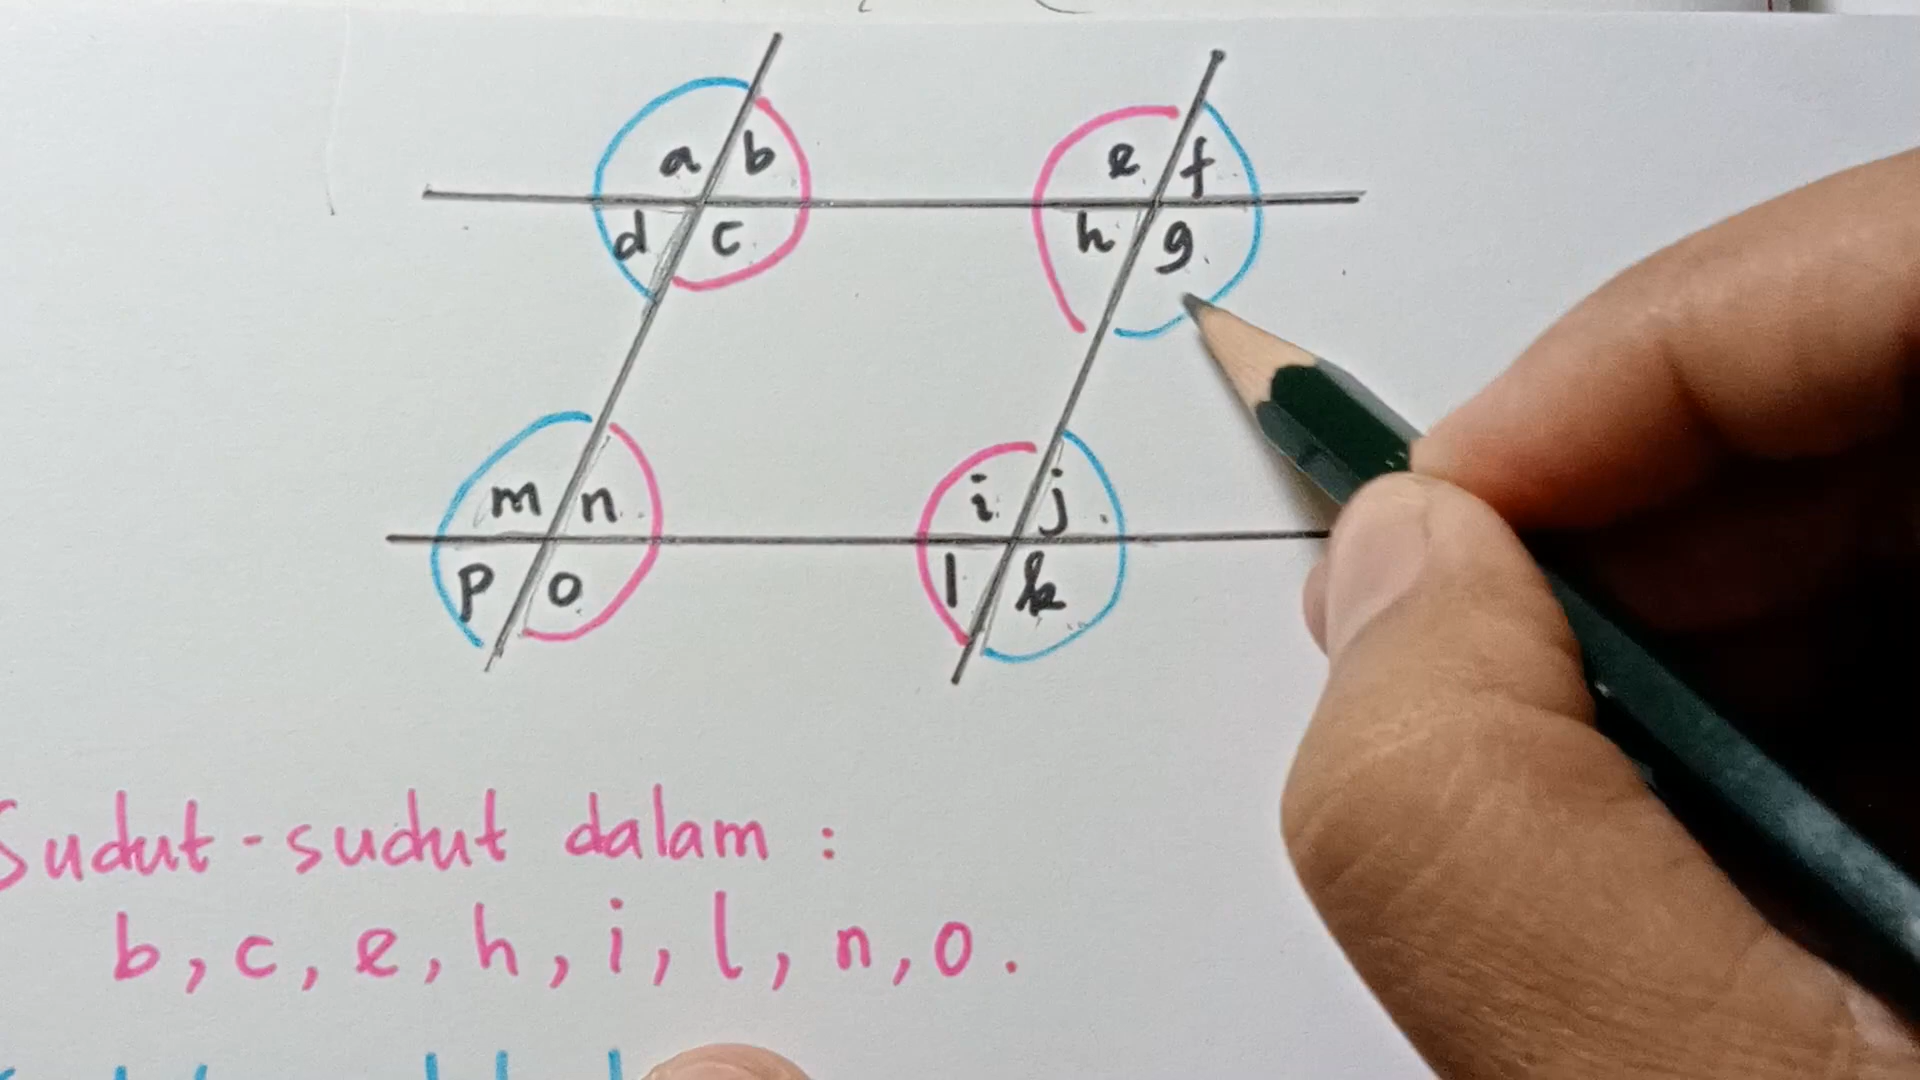 a b e f
d c h g
m n i j
p o l k
Sudut-sudut dalam :
b, c, e, h, i, l, n, o.